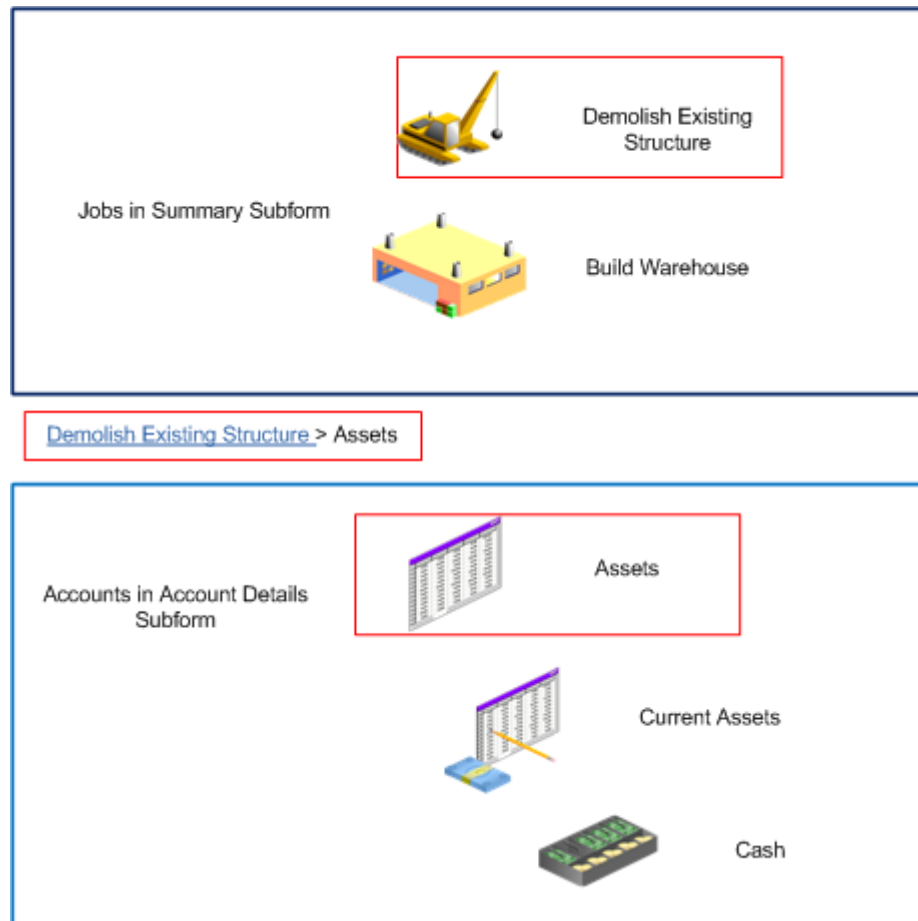 Demolish Existing
Structure
Jobs in Summary Subform
Build Warehouse
Demolish Existing Structure > Assets
Assets
Accounts in Account Details
Subform
Current Assets
Cash